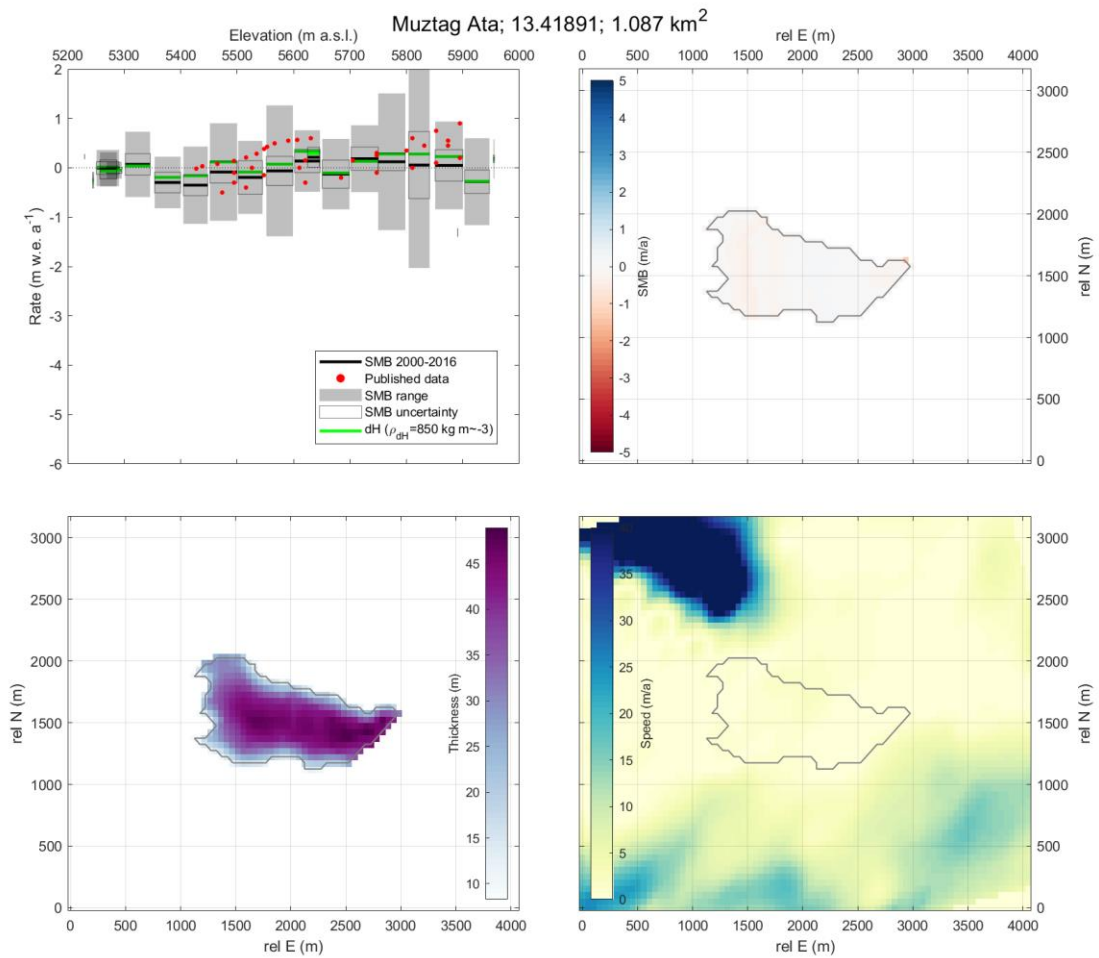 Muztag Ata; 13.41891; 1.087 km²
Elevation (m a.s.l.)
5200 5300 5400 5500 5600 5700 5800 5900 6000
2
1
0
-1
-2
-3
-4
-5
-6
Rate (m w.e. a⁻¹)
SMB 2000-2016
Published data
SMB range
SMB uncertainty
dH (ρdH=850 kg m~-3)
rel E (m)
0 500 1000 1500 2000 2500 3000 3500 4000
5
4
3
2
1
0
-1
-2
-3
-4
-5
SMB (m/a)
3000
2500
2000
1500
1000
500
0
rel N (m)
3000
2500
2000
1500
1000
500
0
rel N (m)
45
40
35
30
25
20
15
10
Thickness (m)
0 500 1000 1500 2000 2500 3000 3500 4000
rel E (m)
35
30
25
20
15
10
5
0
Speed (m/a)
3000
2500
2000
1500
1000
500
0
rel N (m)
0 500 1000 1500 2000 2500 3000 3500 4000
rel E (m)